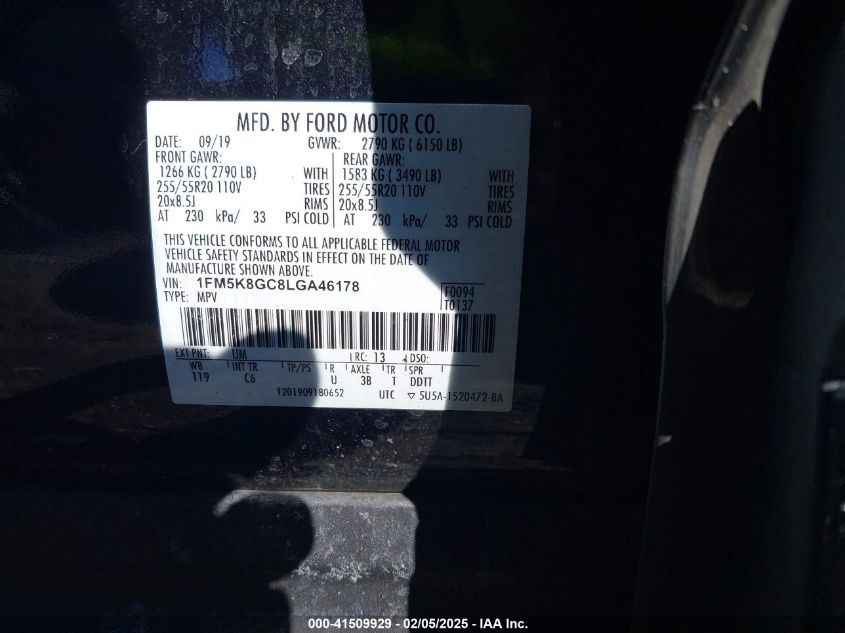 MFD. BY FORD MOTOR CO.
DATE: 09/19 GVWR: 2790 KG ( 6150 LB)
FRONT GAWR: REAR GAWR:
1266 KG ( 2790 LB) WITH 1583 KG ( 3490 LB) WITH
255/55R20 110V TIRES 255/55R20 110V TIRES
20x8.5J RIMS 20x8.5J RIMS
AT 230 kPa/ 33 PSI COLD AT 230 kPa/ 33 PSI COLD
THIS VEHICLE CONFORMS TO ALL APPLICABLE FEDERAL MOTOR
VEHICLE SAFETY STANDARDS IN EFFECT ON THE DATE OF
MANUFACTURE SHOWN ABOVE.
VIN: 1FM5K8GC8LGA46178 F0094
TYPE: MPV T0137
EXT PNT: UM RC: 13 DSO:
WB INT TR TP/PS R AXLE TR SPR
119 C6 U 3B T DDTT
1201909180652 UTC ▽ 5U5A-1520472-BA
000-41509929 - 02/05/2025 - IAA Inc.